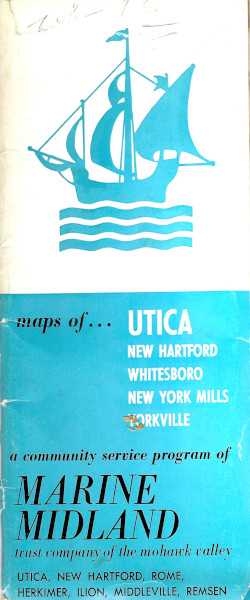 maps of...
UTICA
NEW HARTFORD
WHITESBORO
NEW YORK MILLS
YORKVILLE
a community service program of
MARINE
MIDLAND
trust company of the mohawk valley
UTICA, NEW HARTFORD, ROME,
HERKIMER, ILION, MIDDLEVILLE, REMSEN